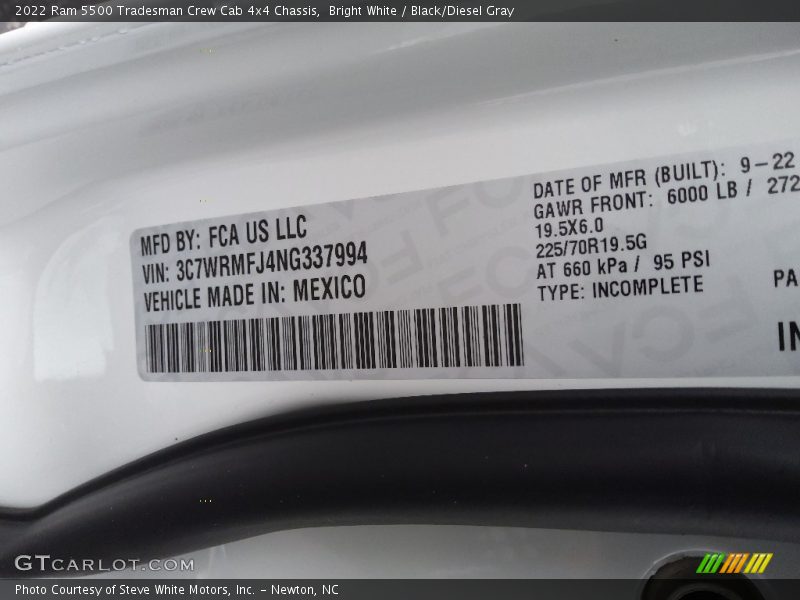 2022 Ram 5500 Tradesman Crew Cab 4x4 Chassis, Bright White / Black/Diesel Gray
MFD BY: FCA US LLC
VIN: 3C7WRMFJ4NG337994
VEHICLE MADE IN: MEXICO
DATE OF MFR (BUILT): 9-22
GAWR FRONT: 6000 LB / 272
19.5X6.0
225/70R19.5G
AT 660 kPa / 95 PSI
TYPE: INCOMPLETE
PA
IN
GTCARLOT.COM
Photo Courtesy of Steve White Motors, Inc. – Newton, NC